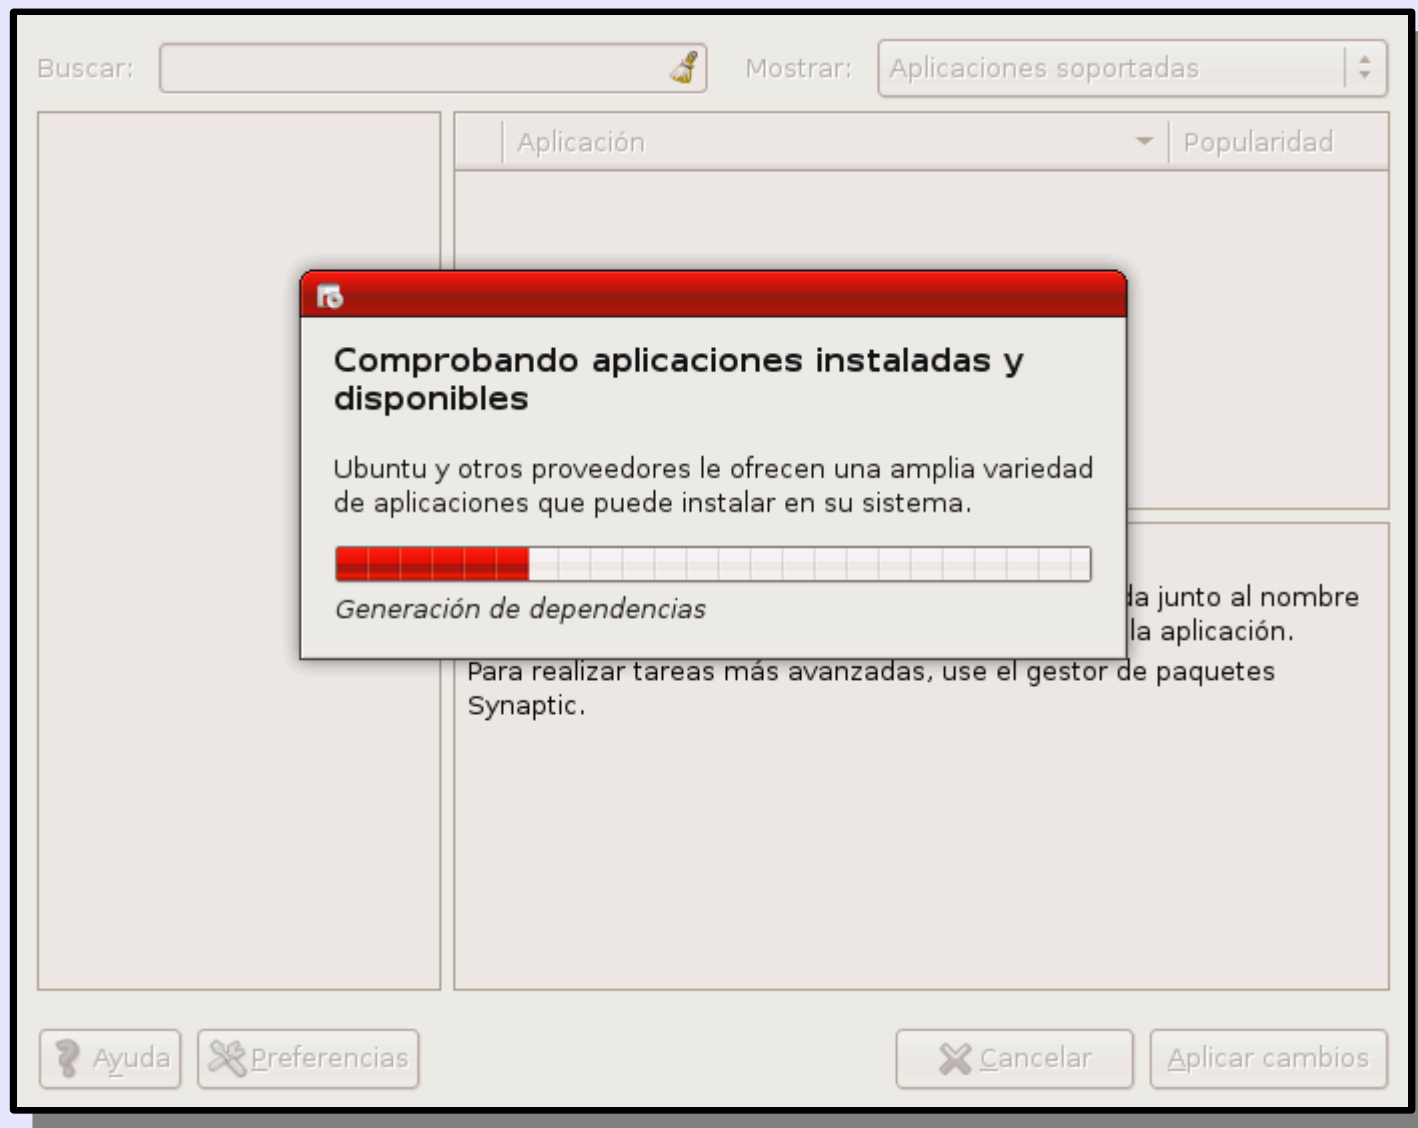 Buscar:
Mostrar: Aplicaciones soportadas
Aplicación
Popularidad
Comprobando aplicaciones instaladas y
disponibles
Ubuntu y otros proveedores le ofrecen una amplia variedad
de aplicaciones que puede instalar en su sistema.
Generación de dependencias
junto al nombre
la aplicación.
Para realizar tareas más avanzadas, use el gestor de paquetes
Synaptic.
Ayuda
Preferencias
Cancelar
Aplicar cambios